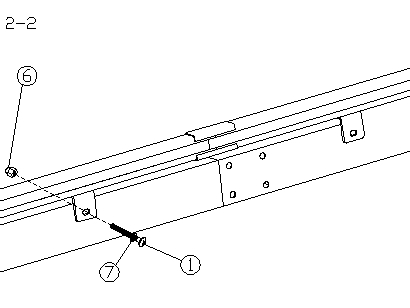 2-2
⑥
⑦
①